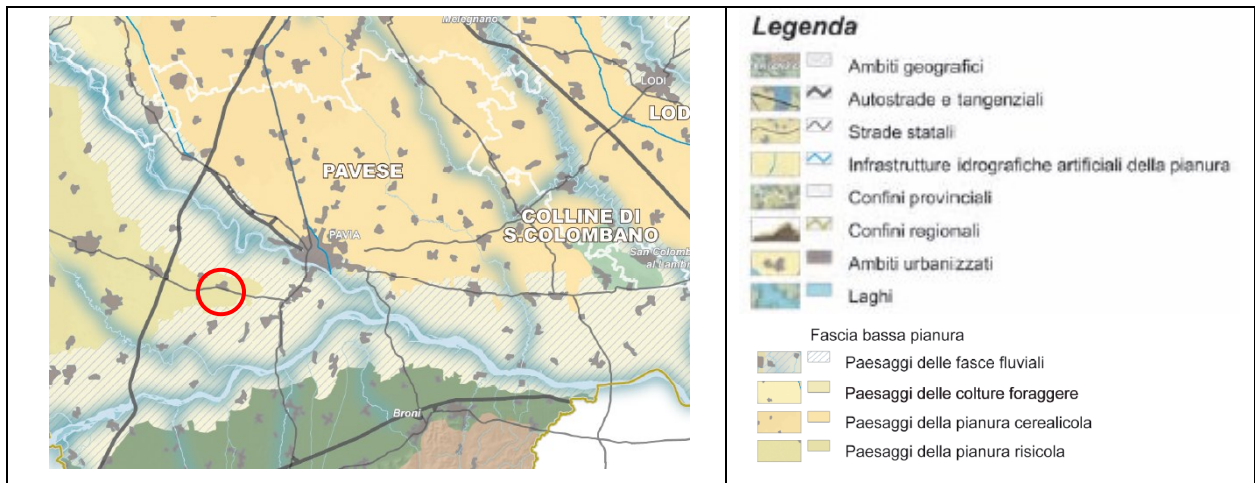 Melegnano
LODI
LOD
PAVESE
COLLINE DI
S.COLOMBANO
PAVIA
San Colomb
al Lambr
Broni
Legenda
Ambiti geografici
Autostrade e tangenziali
Strade statali
Infrastrutture idrografiche artificiali della pianura
Confini provinciali
Confini regionali
Ambiti urbanizzati
Laghi
Fascia bassa pianura
Paesaggi delle fasce fluviali
Paesaggi delle colture foraggere
Paesaggi della pianura cerealicola
Paesaggi della pianura risicola